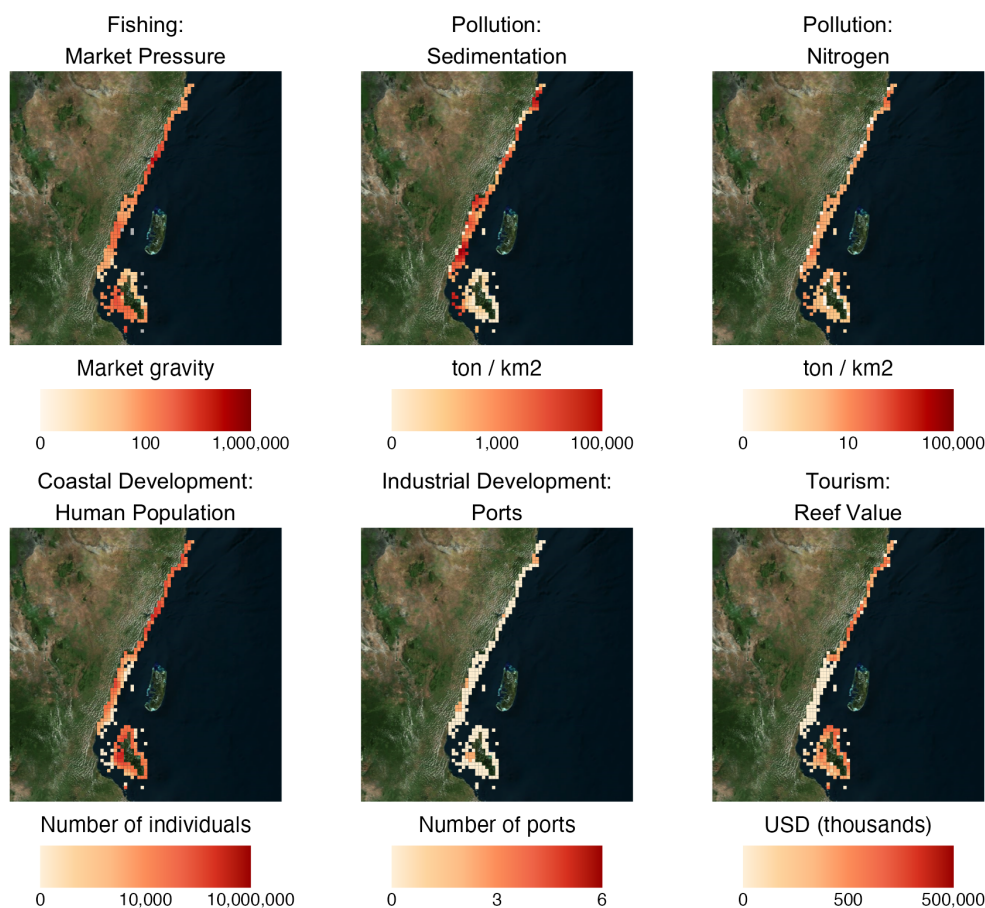 Fishing:
Market Pressure
Pollution:
Sedimentation
Pollution:
Nitrogen
Market gravity
0 100 1,000,000
ton / km2
0 1,000 100,000
ton / km2
0 10 100,000
Coastal Development:
Human Population
Industrial Development:
Ports
Tourism:
Reef Value
Number of individuals
0 10,000 10,000,000
Number of ports
0 3 6
USD (thousands)
0 500 500,000